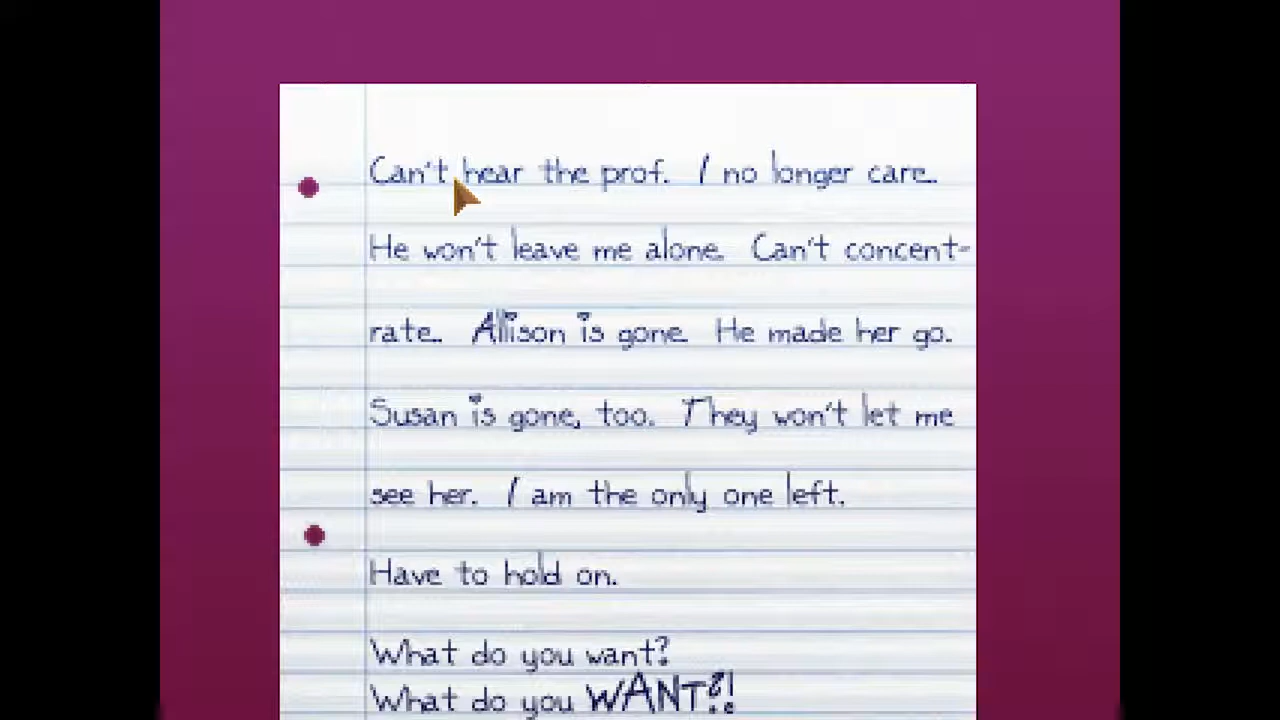 Can't hear the prof. I no longer care.
He won't leave me alone. Can't concent-
rate. Allison is gone. He made her go.
Susan is gone, too. They won't let me
see her. I am the only one left.
Have to hold on.
What do you want?
What do you WANT?!